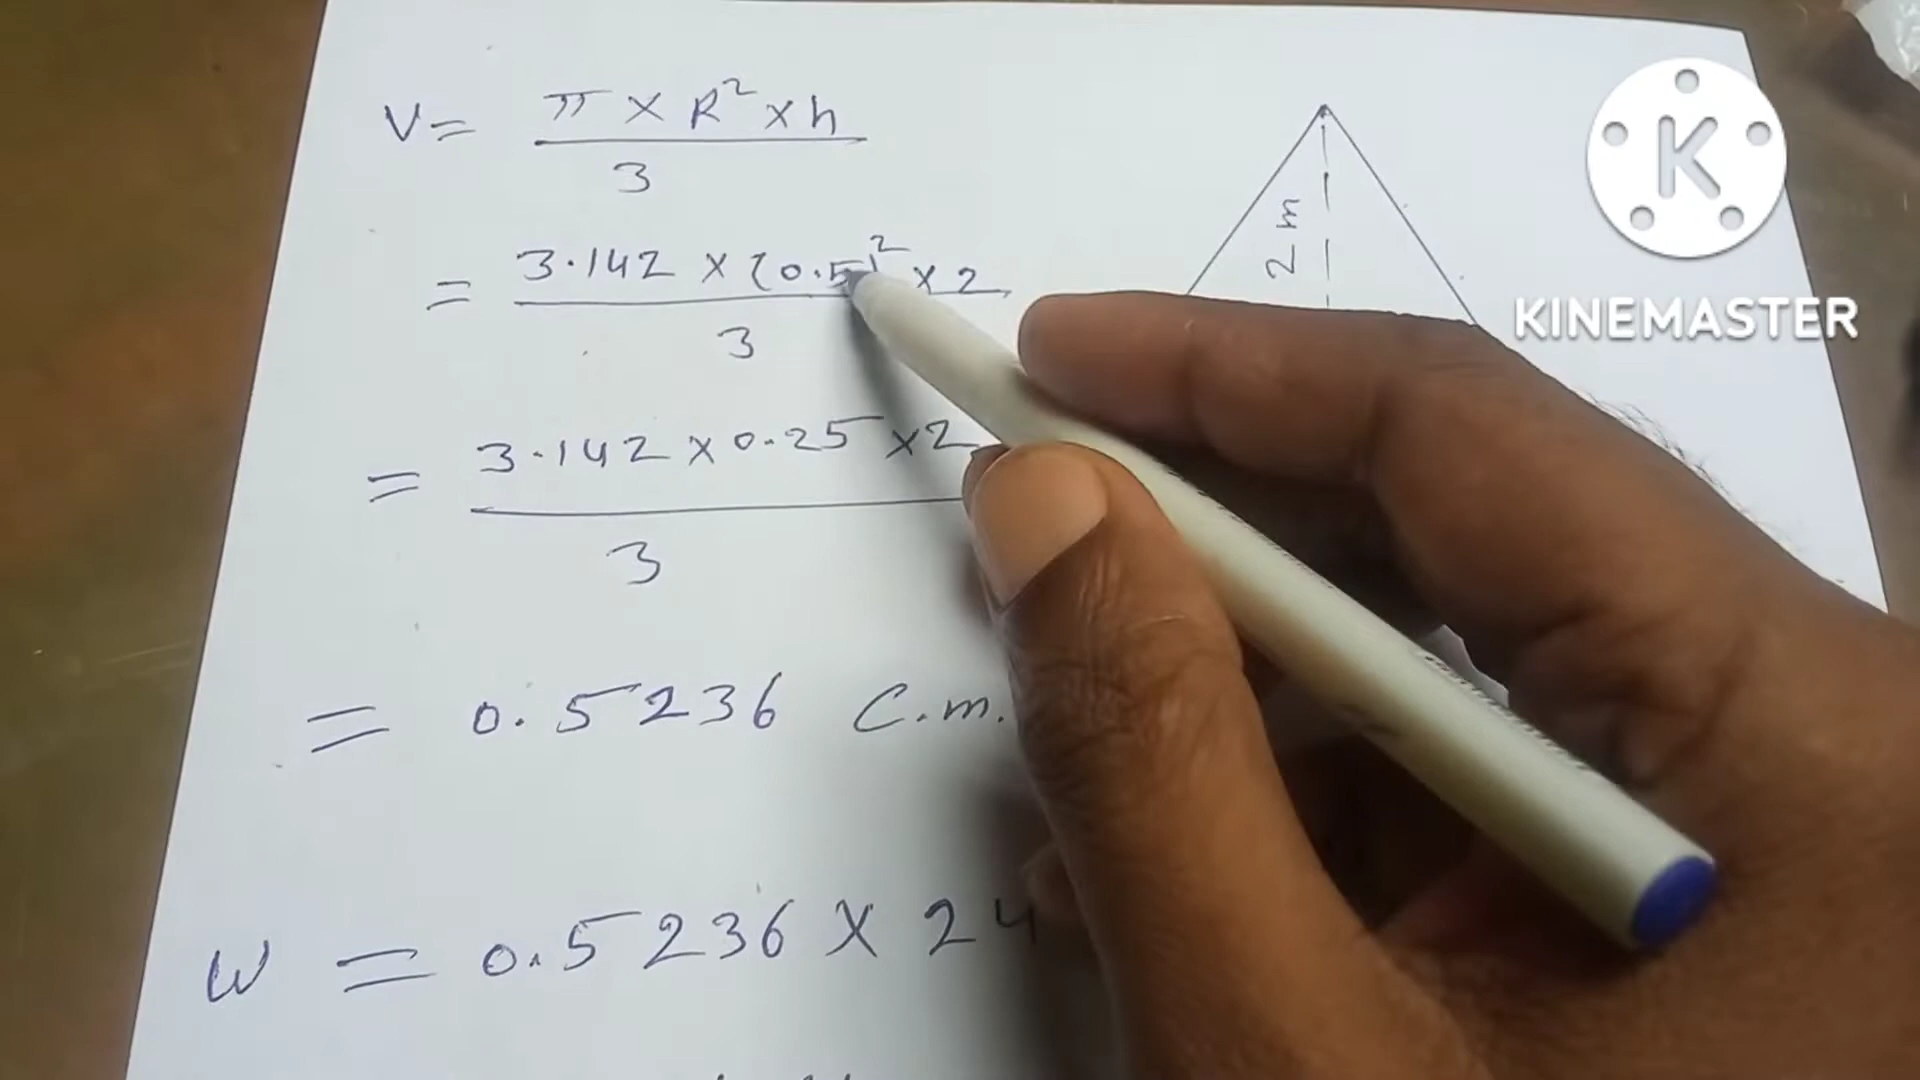 V = π × R² × h
3
= 3.142 × (0.5)² × 2
3
= 3.142 × 0.25 × 2
3
= 0.5236 C.m.
W = 0.5236 × 24
2 m
K
KINEMASTER